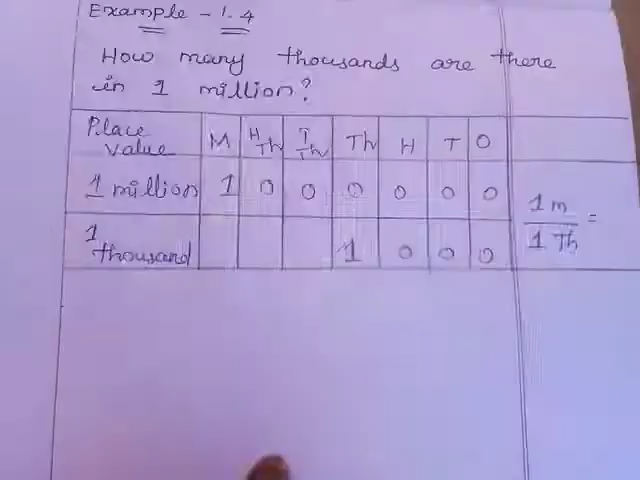 Example - 1.4
How many thousands are there
in 1 million?
Place value M H Th T Th Th H T O
1 million 1 0 0 0 0 0 0
1 thousand 1 0 0 0
1 m / 1 Th =